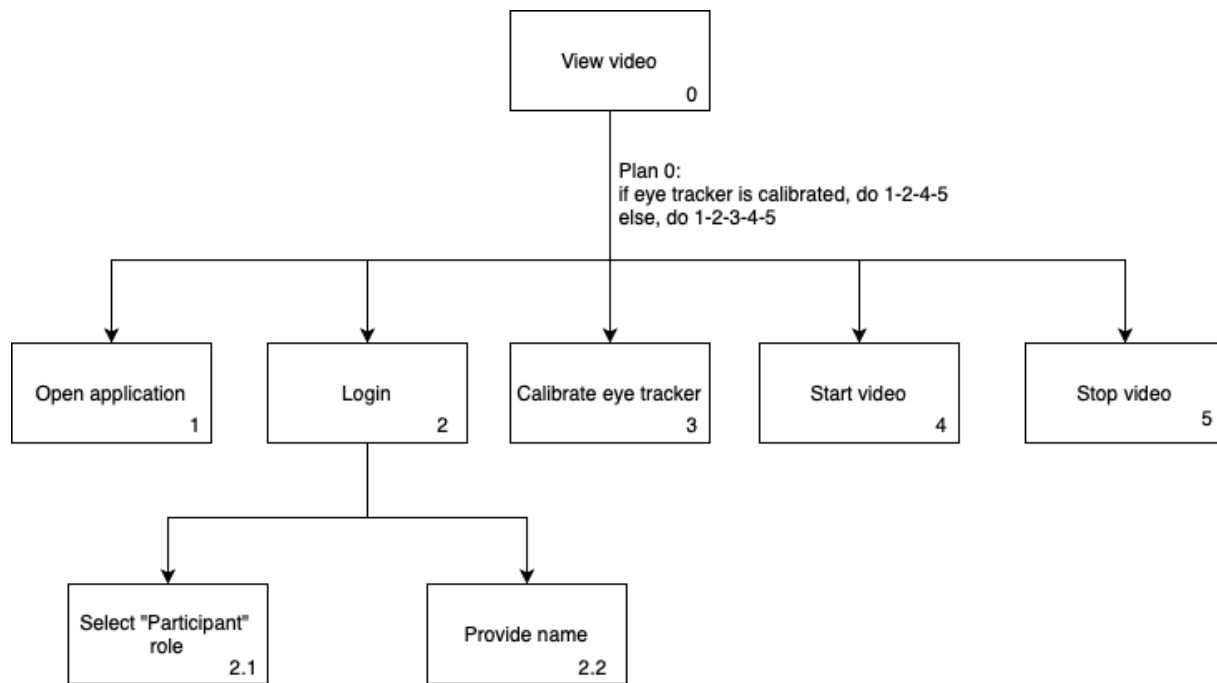 View video
0
Plan 0:
if eye tracker is calibrated, do 1-2-4-5
else, do 1-2-3-4-5
Open application
1
Login
2
Calibrate eye tracker
3
Start video
4
Stop video
5
Select "Participant"
role
2.1
Provide name
2.2